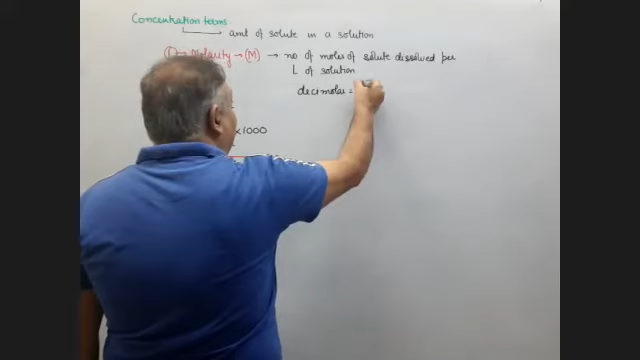 Concentration terms
→ amt of solute in a solution
(1) → Molarity → (M) → no of moles of solute dissolved per
L of solution
decimolar =
×1000